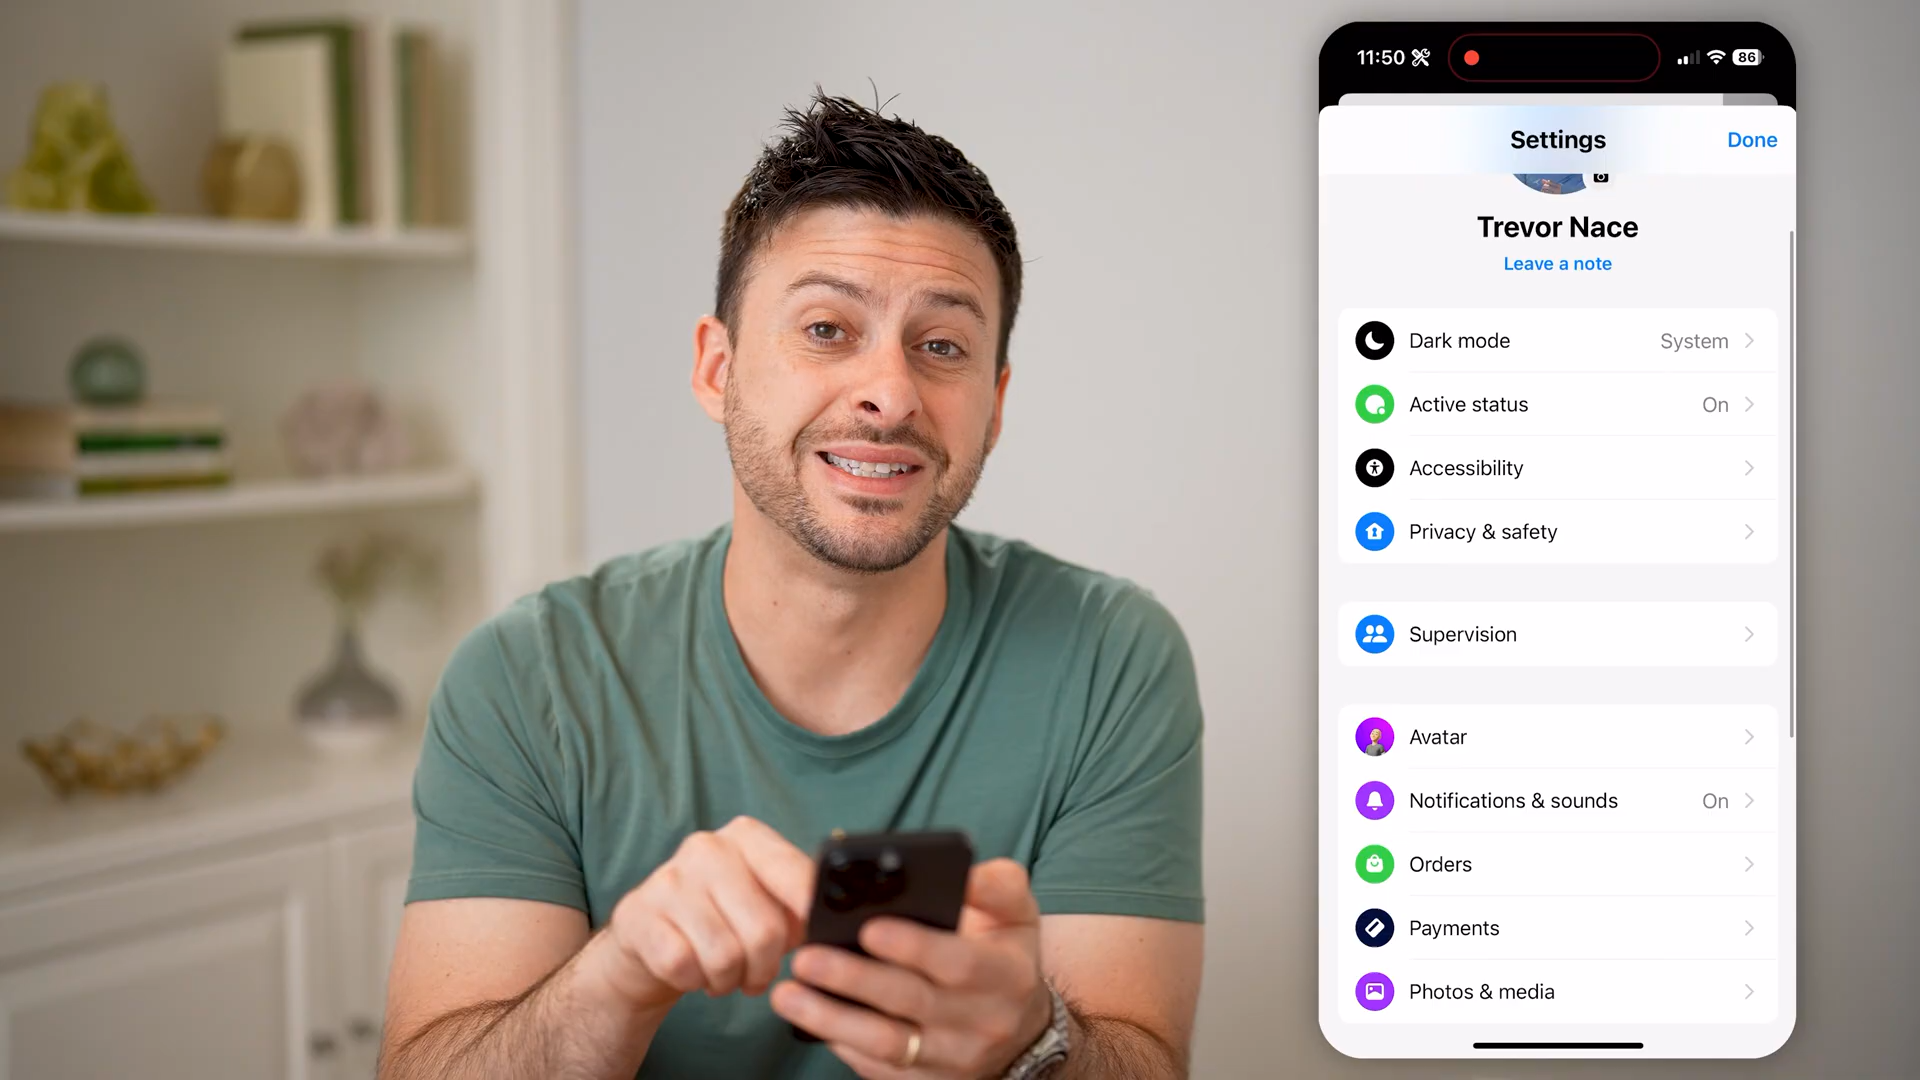 11:50
86
Settings
Done
Trevor Nace
Leave a note
Dark mode
System
Active status
On
Accessibility
Privacy & safety
Supervision
Avatar
Notifications & sounds
On
Orders
Payments
Photos & media